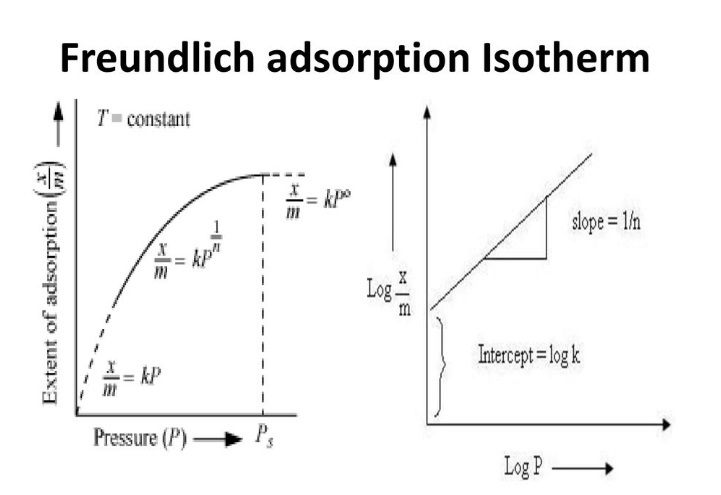 Freundlich adsorption Isotherm
T = constant
Extent of adsorption (x/m)
x/m = kP°
x/m = kP^1/n
x/m = kP
Pressure (P)
Ps
slope = 1/n
Log x/m
Intercept = log k
Log P